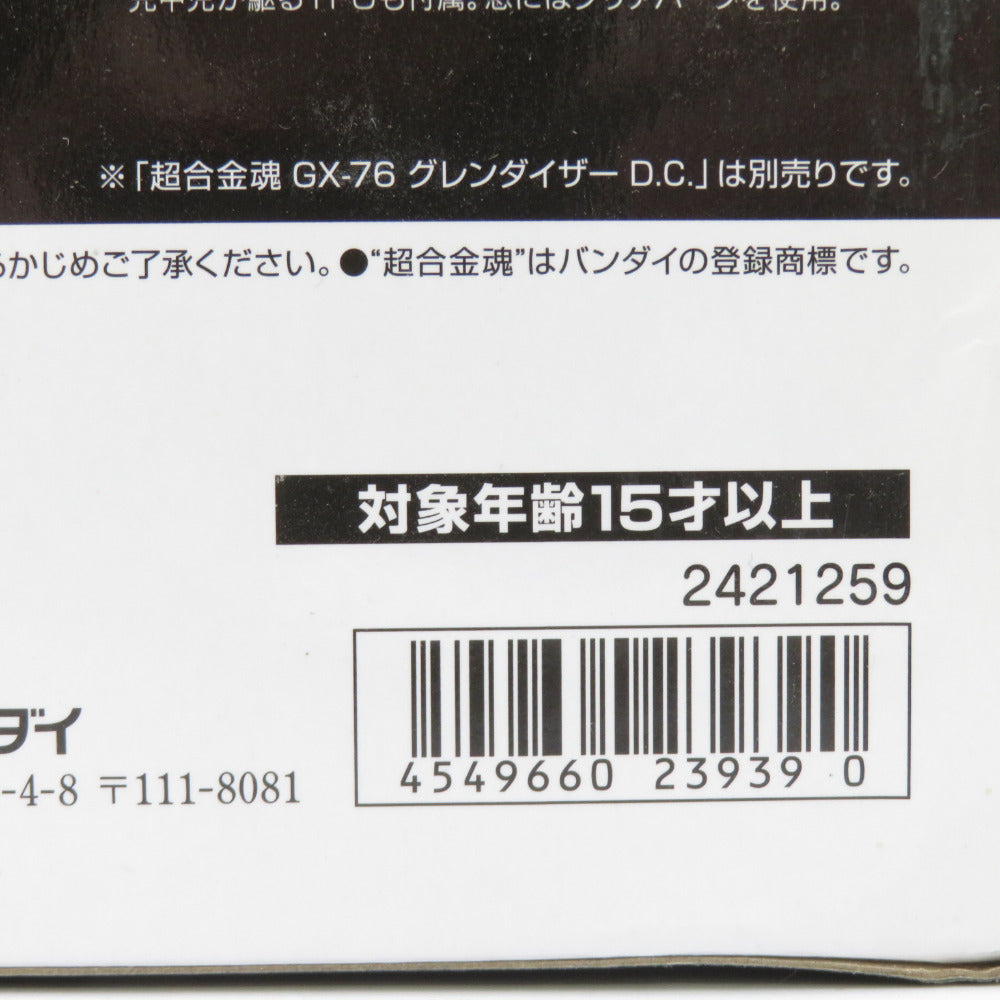 ※「超合金魂 GX-76 グレンダイザー D.C.」は別売りです。
らかじめご了承ください。●“超合金魂”はバンダイの登録商標です。
対象年齢15才以上
2421259
4549660 23939 0
ダイ
-4-8 〒111-8081